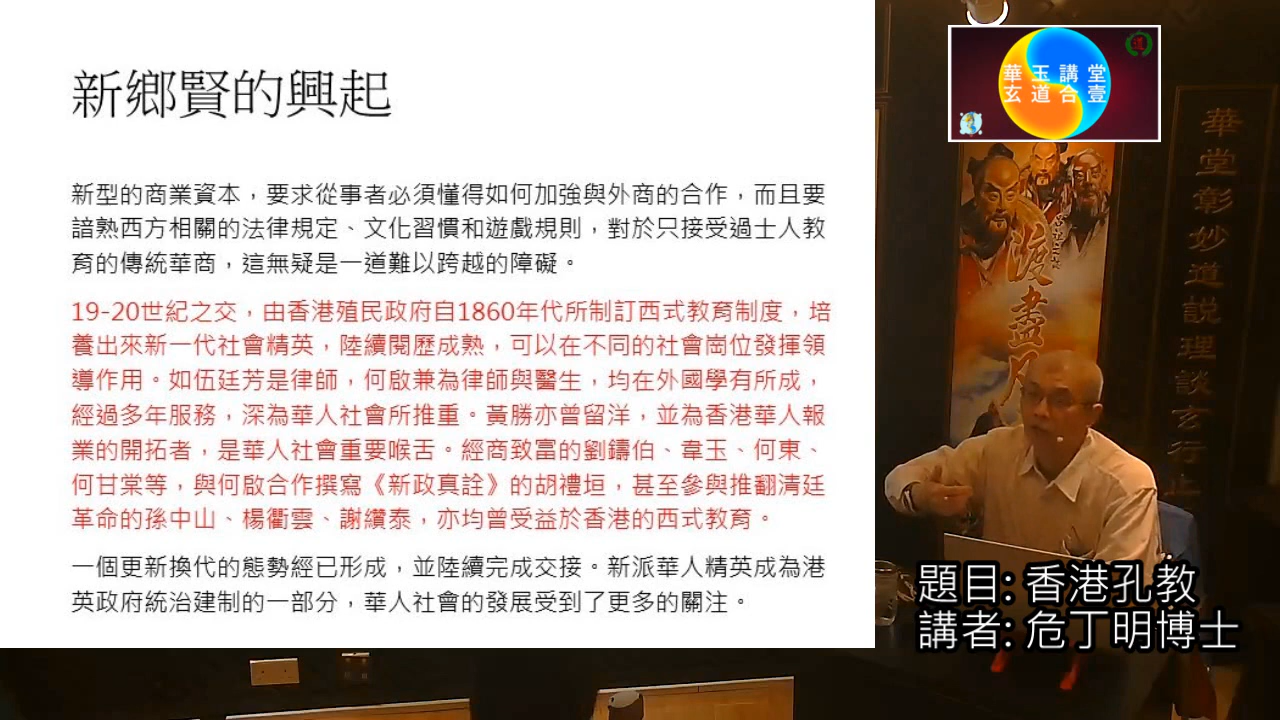 新鄉賢的興起
新型的商業資本，要求從事者必須懂得如何加強與外商的合作，而且要
諳熟西方相關的法律規定、文化習慣和遊戲規則，對於只接受過士人教
育的傳統華商，這無疑是一道難以跨越的障礙。
19-20世紀之交，由香港殖民政府自1860年代所制訂西式教育制度，培
養出來新一代社會精英，陸續閱歷成熟，可以在不同的社會崗位發揮領
導作用。如伍廷芳是律師，何啟兼為律師與醫生，均在外國學有所成，
經過多年服務，深為華人社會所推重。黃勝亦曾留洋，並為香港華人報
業的開拓者，是華人社會重要喉舌。經商致富的劉鑄伯、韋玉、何東、
何甘棠等，與何啟合作撰寫《新政真詮》的胡禮垣，甚至參與推翻清廷
革命的孫中山、楊衢雲、謝纘泰，亦均曾受益於香港的西式教育。
一個更新換代的態勢經已形成，並陸續完成交接。新派華人精英成為港
英政府統治建制的一部分，華人社會的發展受到了更多的關注。
華玉講堂
玄道合壹
道
渡盡
華堂彰妙道說理談玄行
題目: 香港孔教
講者: 危丁明博士